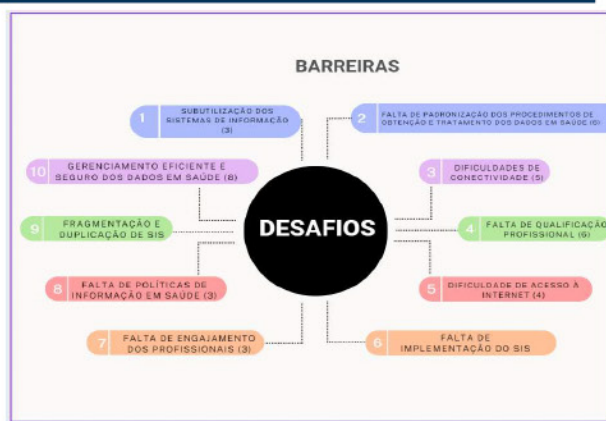 BARREIRAS
1
SUBUTILIZAÇÃO DOS
SISTEMAS DE INFORMAÇÃO
(3)
2
FALTA DE PADRONIZAÇÃO DOS PROCEDIMENTOS DE
OBTENÇÃO E TRATAMENTO DOS DADOS EM SAÚDE (6)
10
GERENCIAMENTO EFICIENTE E
SEGURO DOS DADOS EM SAÚDE (8)
3
DIFICULDADES DE
CONECTIVIDADE (5)
DESAFIOS
9
FRAGMENTAÇÃO E
DUPLICAÇÃO DE SIS
4
FALTA DE QUALIFICAÇÃO
PROFISSIONAL (6)
8
FALTA DE POLÍTICAS DE
INFORMAÇÃO EM SAÚDE (3)
5
DIFICULDADE DE ACESSO À
INTERNET (4)
7
FALTA DE ENGAJAMENTO
DOS PROFISSIONAIS (3)
6
FALTA DE
IMPLEMENTAÇÃO DO SIS